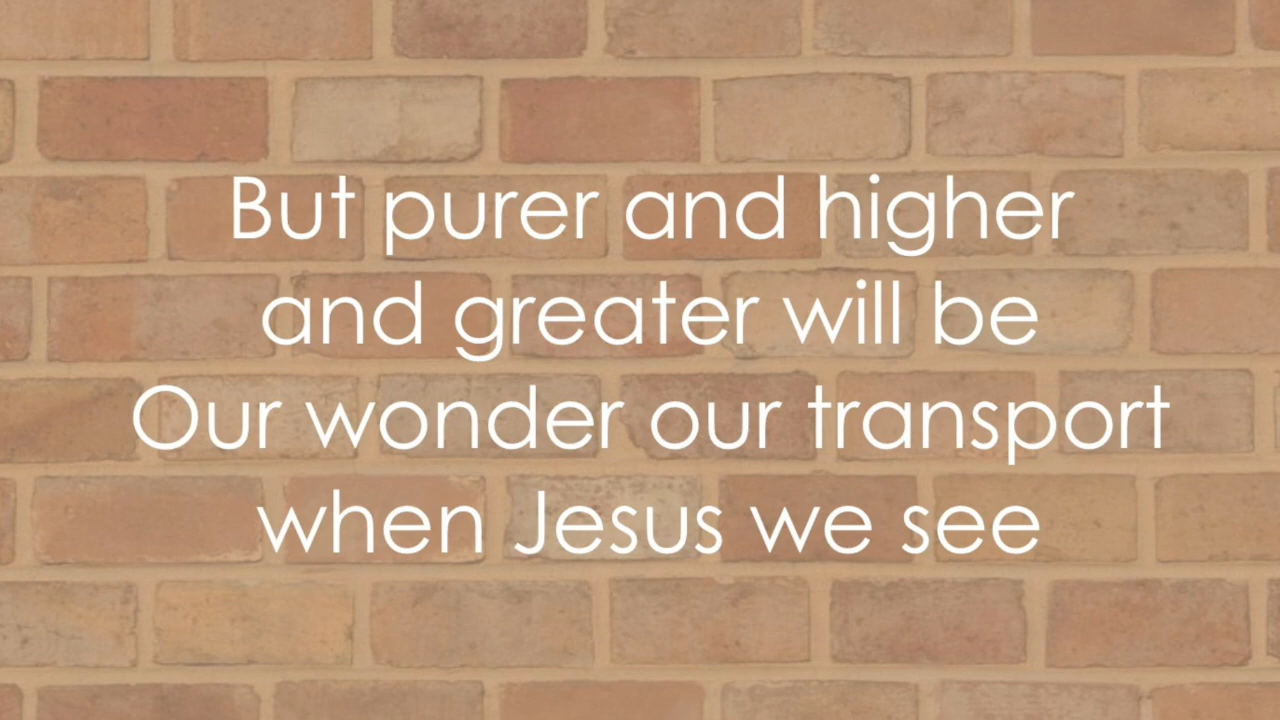 But purer and higher
and greater will be
Our wonder our transport
when Jesus we see